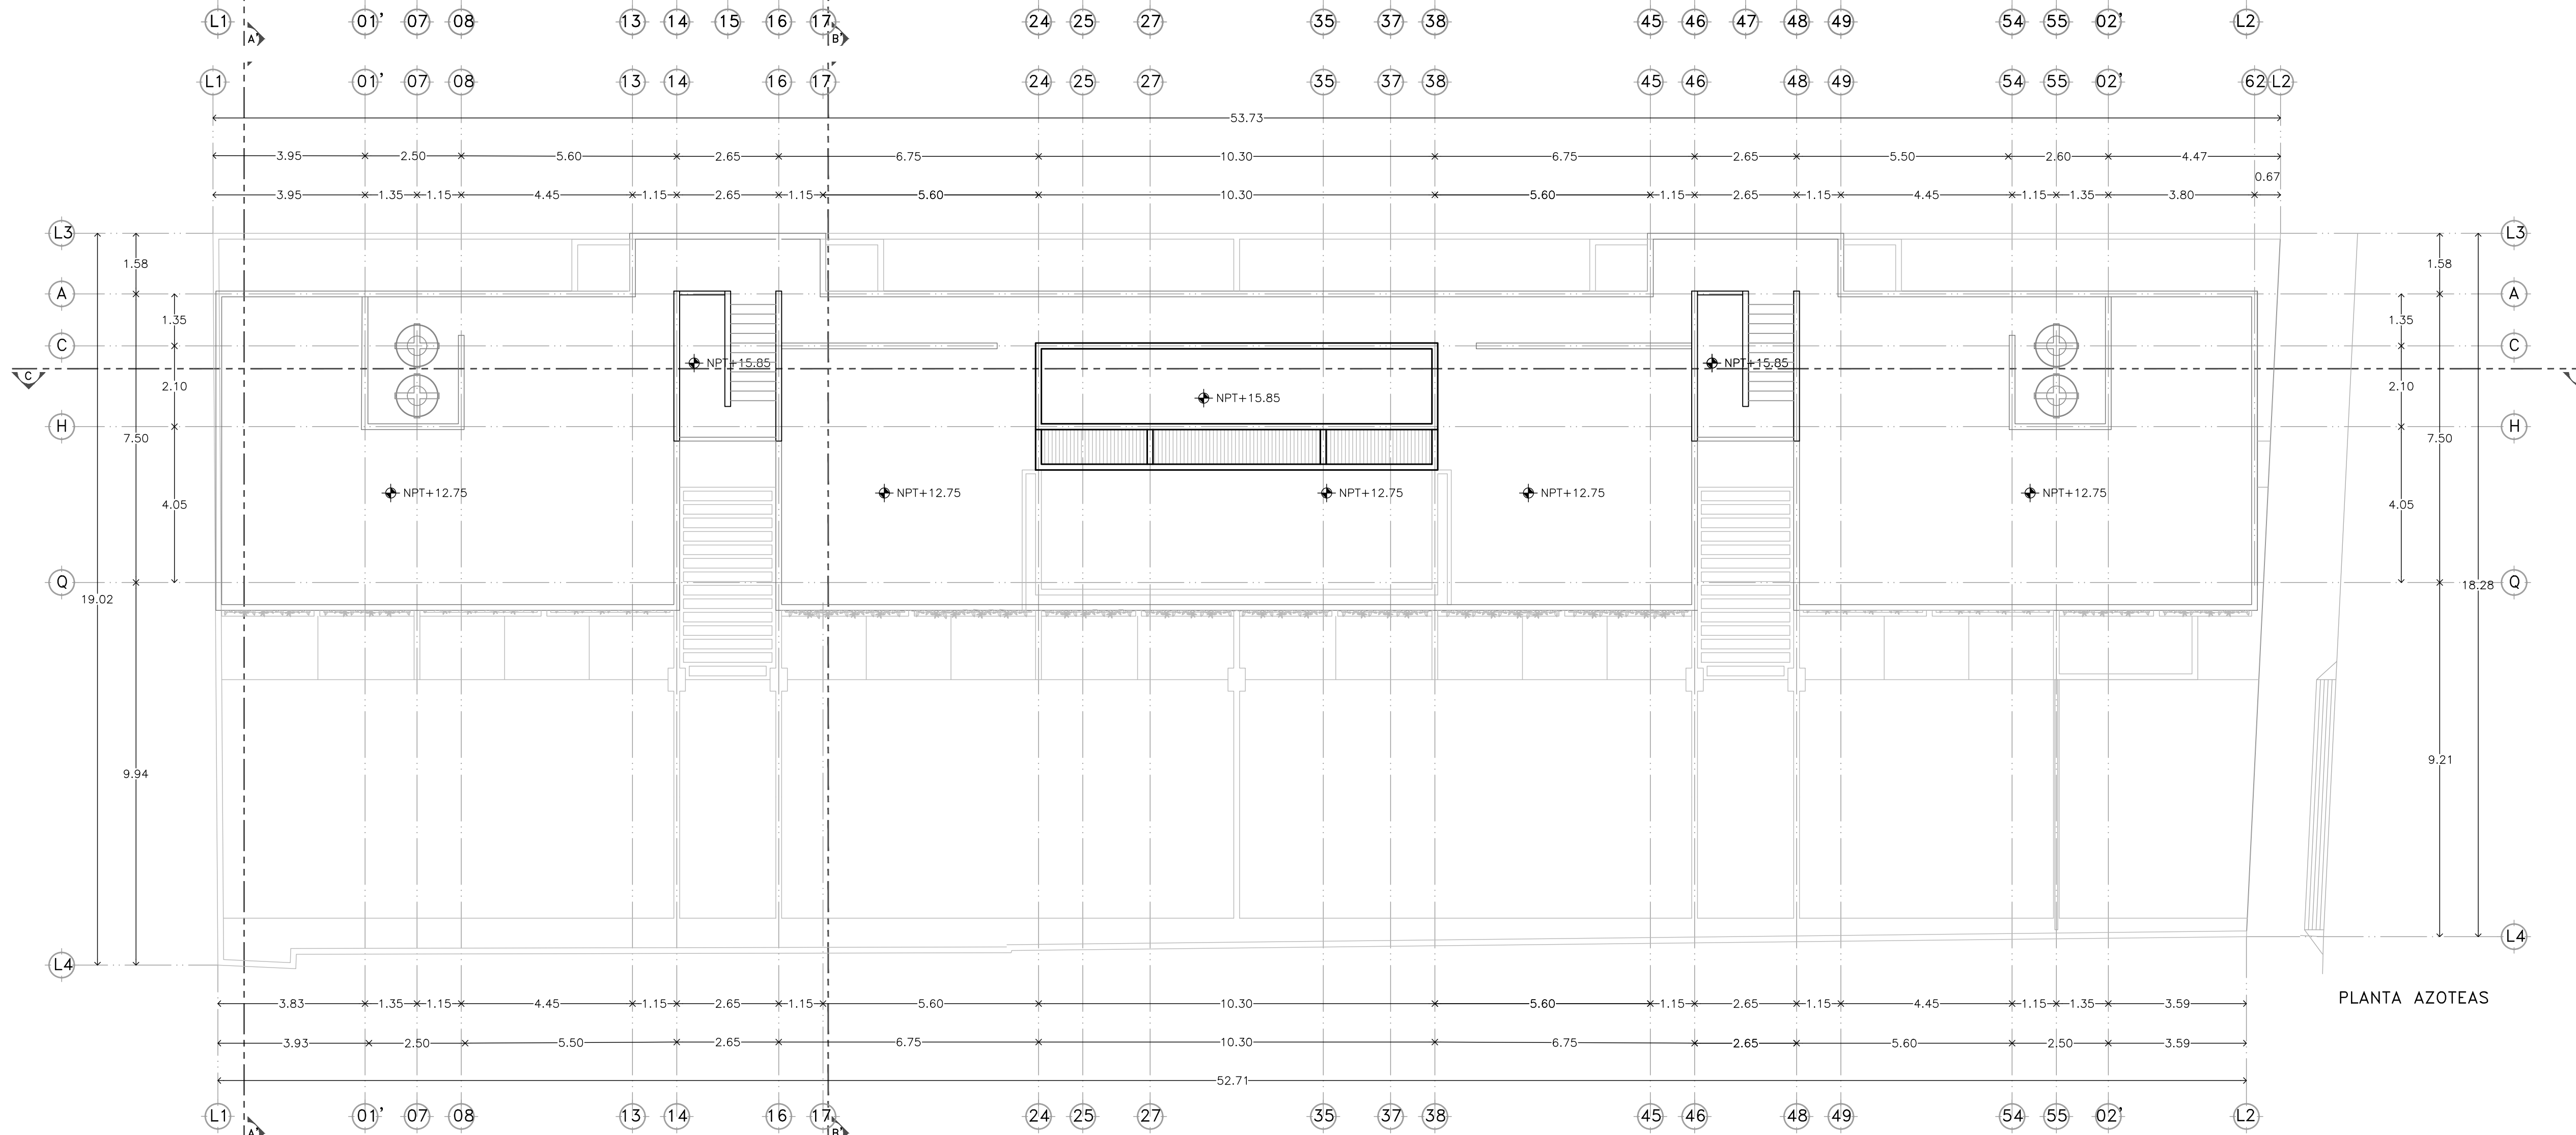 L1 01' 07 08 13 14 15 16 17 24 25 27 35 37 38 45 46 47 48 49 54 55 02' L2
A' B'
L1 01' 07 08 13 14 16 17 24 25 27 35 37 38 45 46 48 49 54 55 02' 62 L2
53.73
3.95 2.50 5.60 2.65 6.75 10.30 6.75 2.65 5.50 2.60 4.47
0.67
3.95 1.35 1.15 4.45 1.15 2.65 1.15 5.60 10.30 5.60 1.15 2.65 1.15 4.45 1.15 1.35 3.80
L3 L3
1.58 1.58
A A
1.35 1.35
C C
NPT+15.85 NPT+15.85
C
2.10 2.10
NPT+15.85
H H
7.50 7.50
NPT+12.75 NPT+12.75 NPT+12.75 NPT+12.75 NPT+12.75
4.05 4.05
Q Q
19.02 18.28
9.94 9.21
L4 L4
PLANTA AZOTEAS
3.83 1.35 1.15 4.45 1.15 2.65 1.15 5.60 10.30 5.60 1.15 2.65 1.15 4.45 1.15 1.35 3.59
3.93 2.50 5.50 2.65 6.75 10.30 6.75 2.65 5.60 2.50 3.59
52.71
L1 01' 07 08 13 14 16 17 24 25 27 35 37 38 45 46 48 49 54 55 02' L2
A' B'